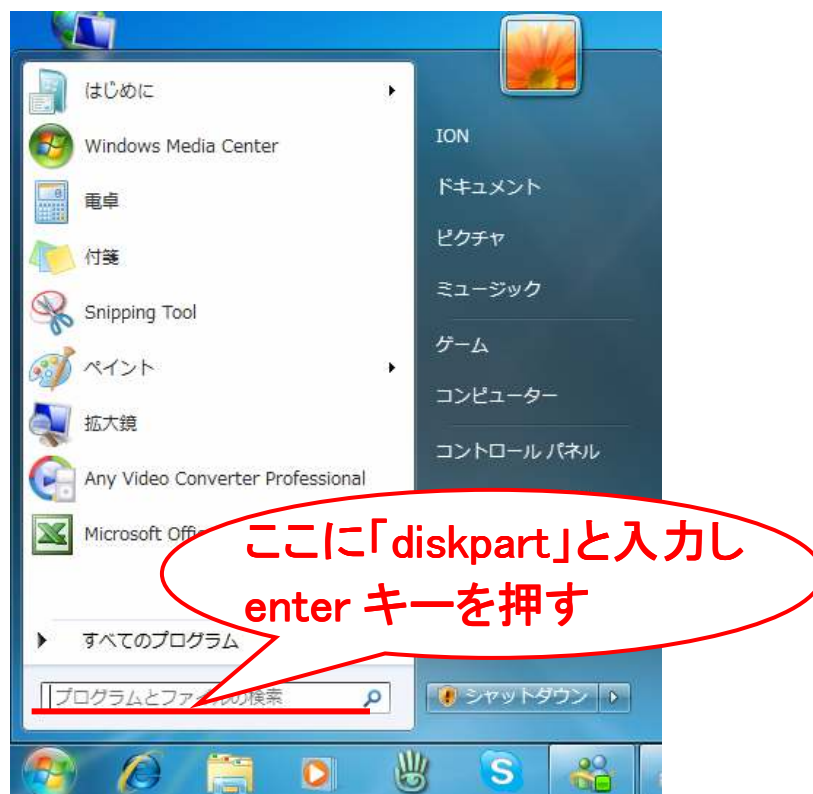 はじめに
Windows Media Center
電卓
付箋
Snipping Tool
ペイント
拡大鏡
Any Video Converter Professional
Microsoft
すべてのプログラム
プログラムとファイルの検索
ION
ドキュメント
ピクチャ
ミュージック
ゲーム
コンピューター
コントロール パネル
ここに「diskpart」と入力し
enter キーを押す
シャットダウン